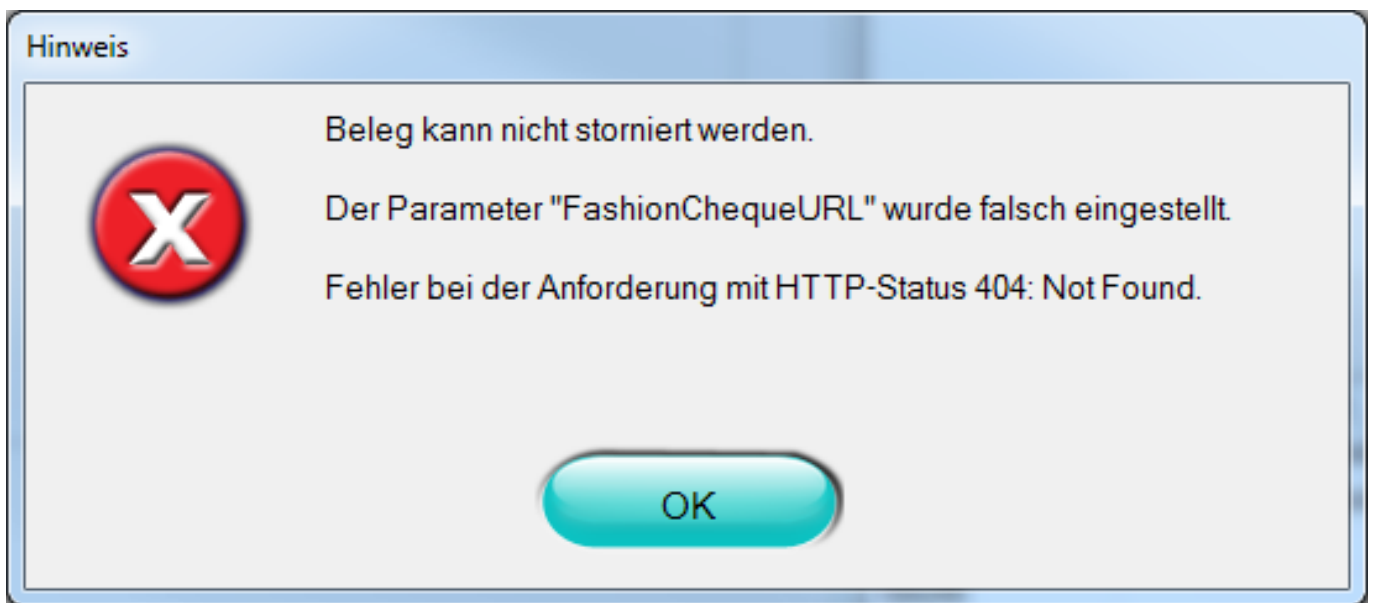 Hinweis
Beleg kann nicht storniert werden.
Der Parameter "FashionChequeURL" wurde falsch eingestellt.
Fehler bei der Anforderung mit HTTP-Status 404: Not Found.
OK